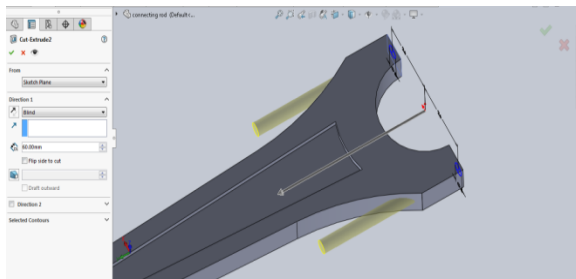 connecting rod (Default<...
Cut-Extrude2
From
Sketch Plane
Direction 1
Blind
60.00mm
Flip side to cut
Draft outward
Direction 2
Selected Contours